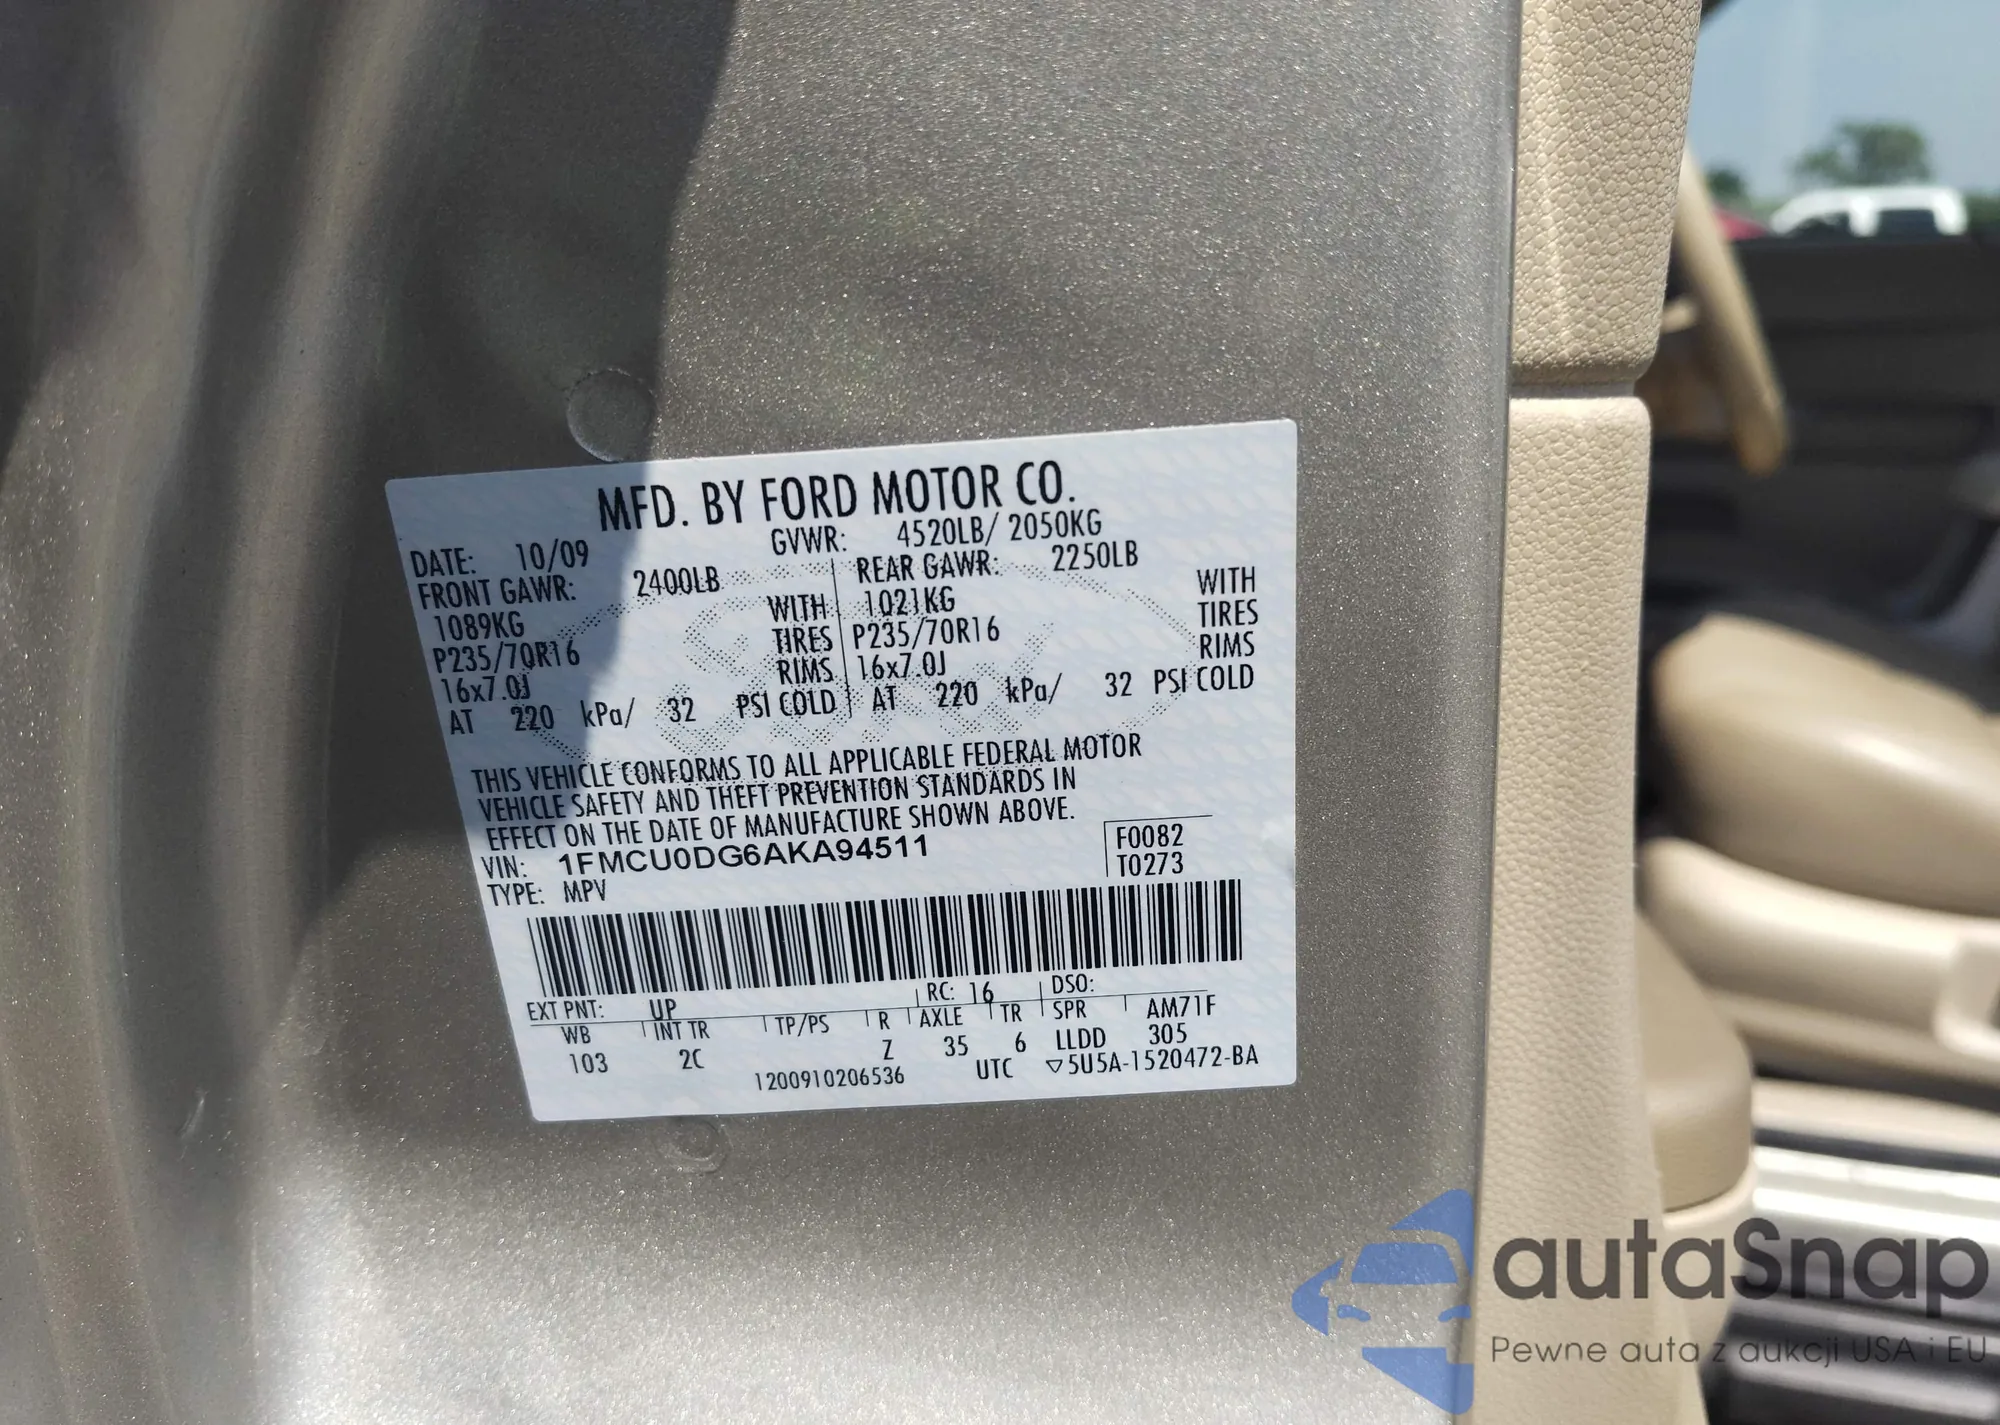 MFD. BY FORD MOTOR CO.
DATE: 10/09 GVWR: 4520LB/ 2050KG
FRONT GAWR: 2400LB REAR GAWR: 2250LB
1089KG WITH 1021KG WITH
P235/70R16 TIRES P235/70R16 TIRES
16x7.0J RIMS 16x7.0J RIMS
AT 220 kPa/ 32 PSI COLD AT 220 kPa/ 32 PSI COLD
THIS VEHICLE CONFORMS TO ALL APPLICABLE FEDERAL MOTOR
VEHICLE SAFETY AND THEFT PREVENTION STANDARDS IN
EFFECT ON THE DATE OF MANUFACTURE SHOWN ABOVE.
VIN: 1FMCU0DG6AKA94511 F0082
TYPE: MPV T0273
EXT PNT: UP RC: 16 DSO:
WB INT TR TP/PS R AXLE TR SPR AM71F
103 2C Z 35 6 LLDD 305
1200910206536 UTC ▽5U5A-1520472-BA
autaSnap
Pewne auta z aukcji USA i EU